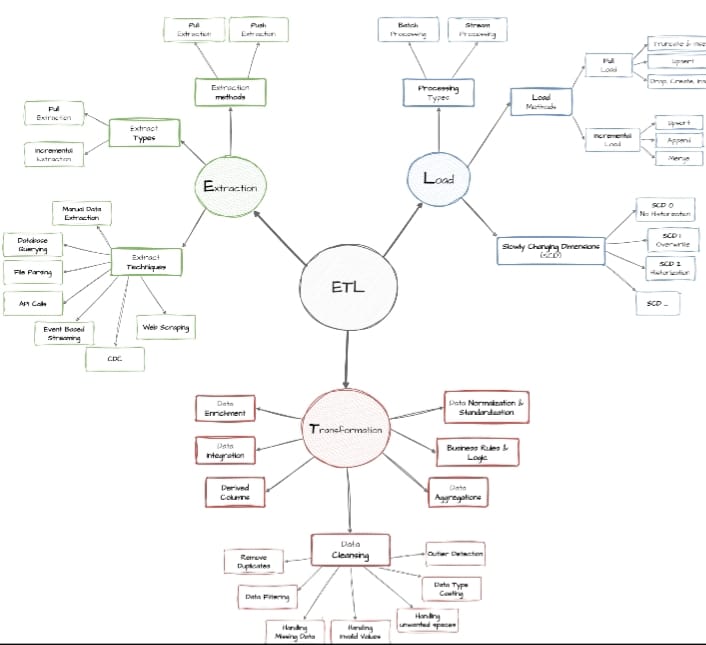 Pull
Extraction
Push
Extraction
Extraction
methods
Full
Extraction
Incremental
Extraction
Extract
Types
Extraction
Manual Data
Extraction
Database
Querying
File Parsing
API Calls
Event Based
Streaming
CDC
Web Scraping
Extract
Techniques
Batch
Processing
Stream
Processing
Processing
Types
Load
Load
Methods
Full
Load
Truncate & Inse
Upsert
Drop, Create, Ins
Incremental
Load
Upsert
Append
Merge
Slowly Changing Dimensions
(SCD)
SCD 0
No Historization
SCD 1
Overwrite
SCD 2
Historization
SCD ...
ETL
Transformation
Data
Enrichment
Data
Integration
Derived
Columns
Data Normalization &
Standardization
Business Rules &
Logic
Data
Aggregations
Data
Cleansing
Remove
Duplicates
Data Filtering
Handling
Missing Data
Handling
Invalid Values
Handling
unwanted spaces
Data Type
Casting
Outlier Detection